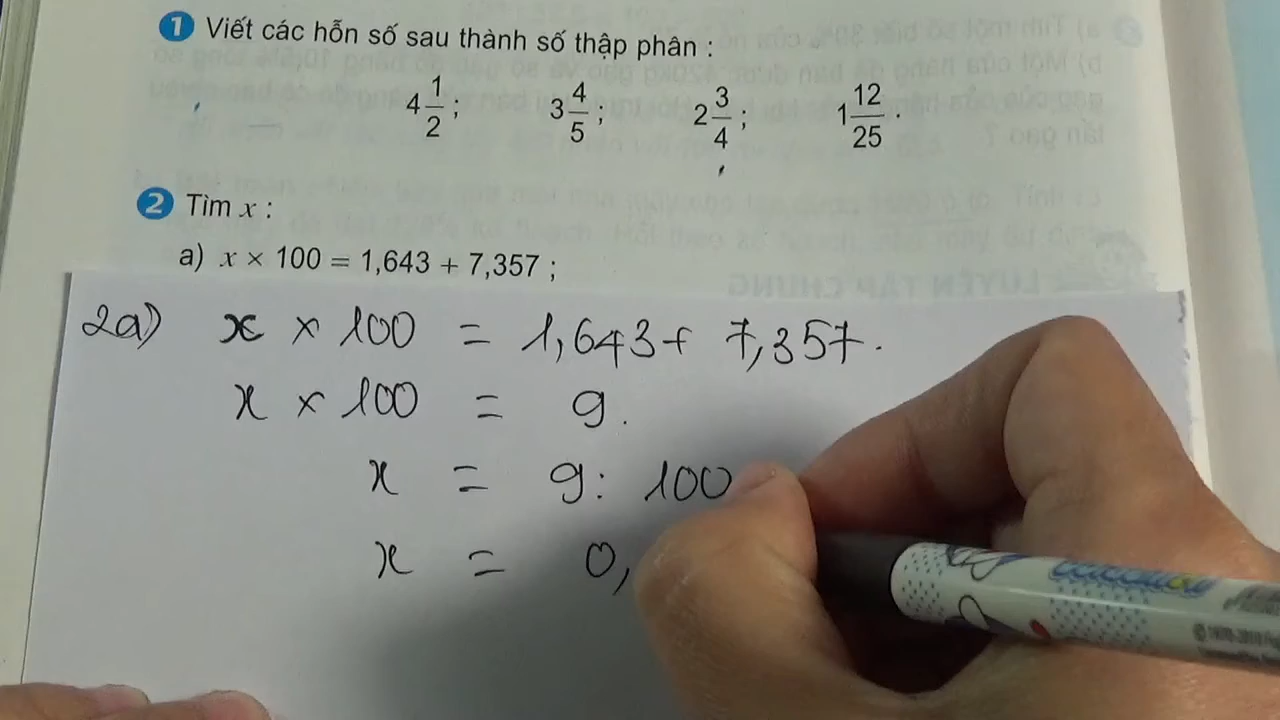 1 Viết các hỗn số sau thành số thập phân :
4 1/2 ; 3 4/5 ; 2 3/4 ; 1 12/25 .
2 Tìm x :
a) x × 100 = 1,643 + 7,357 ;
2a) x × 100 = 1,643 + 7,357.
x × 100 = 9.
x = 9 : 100
x = 0,